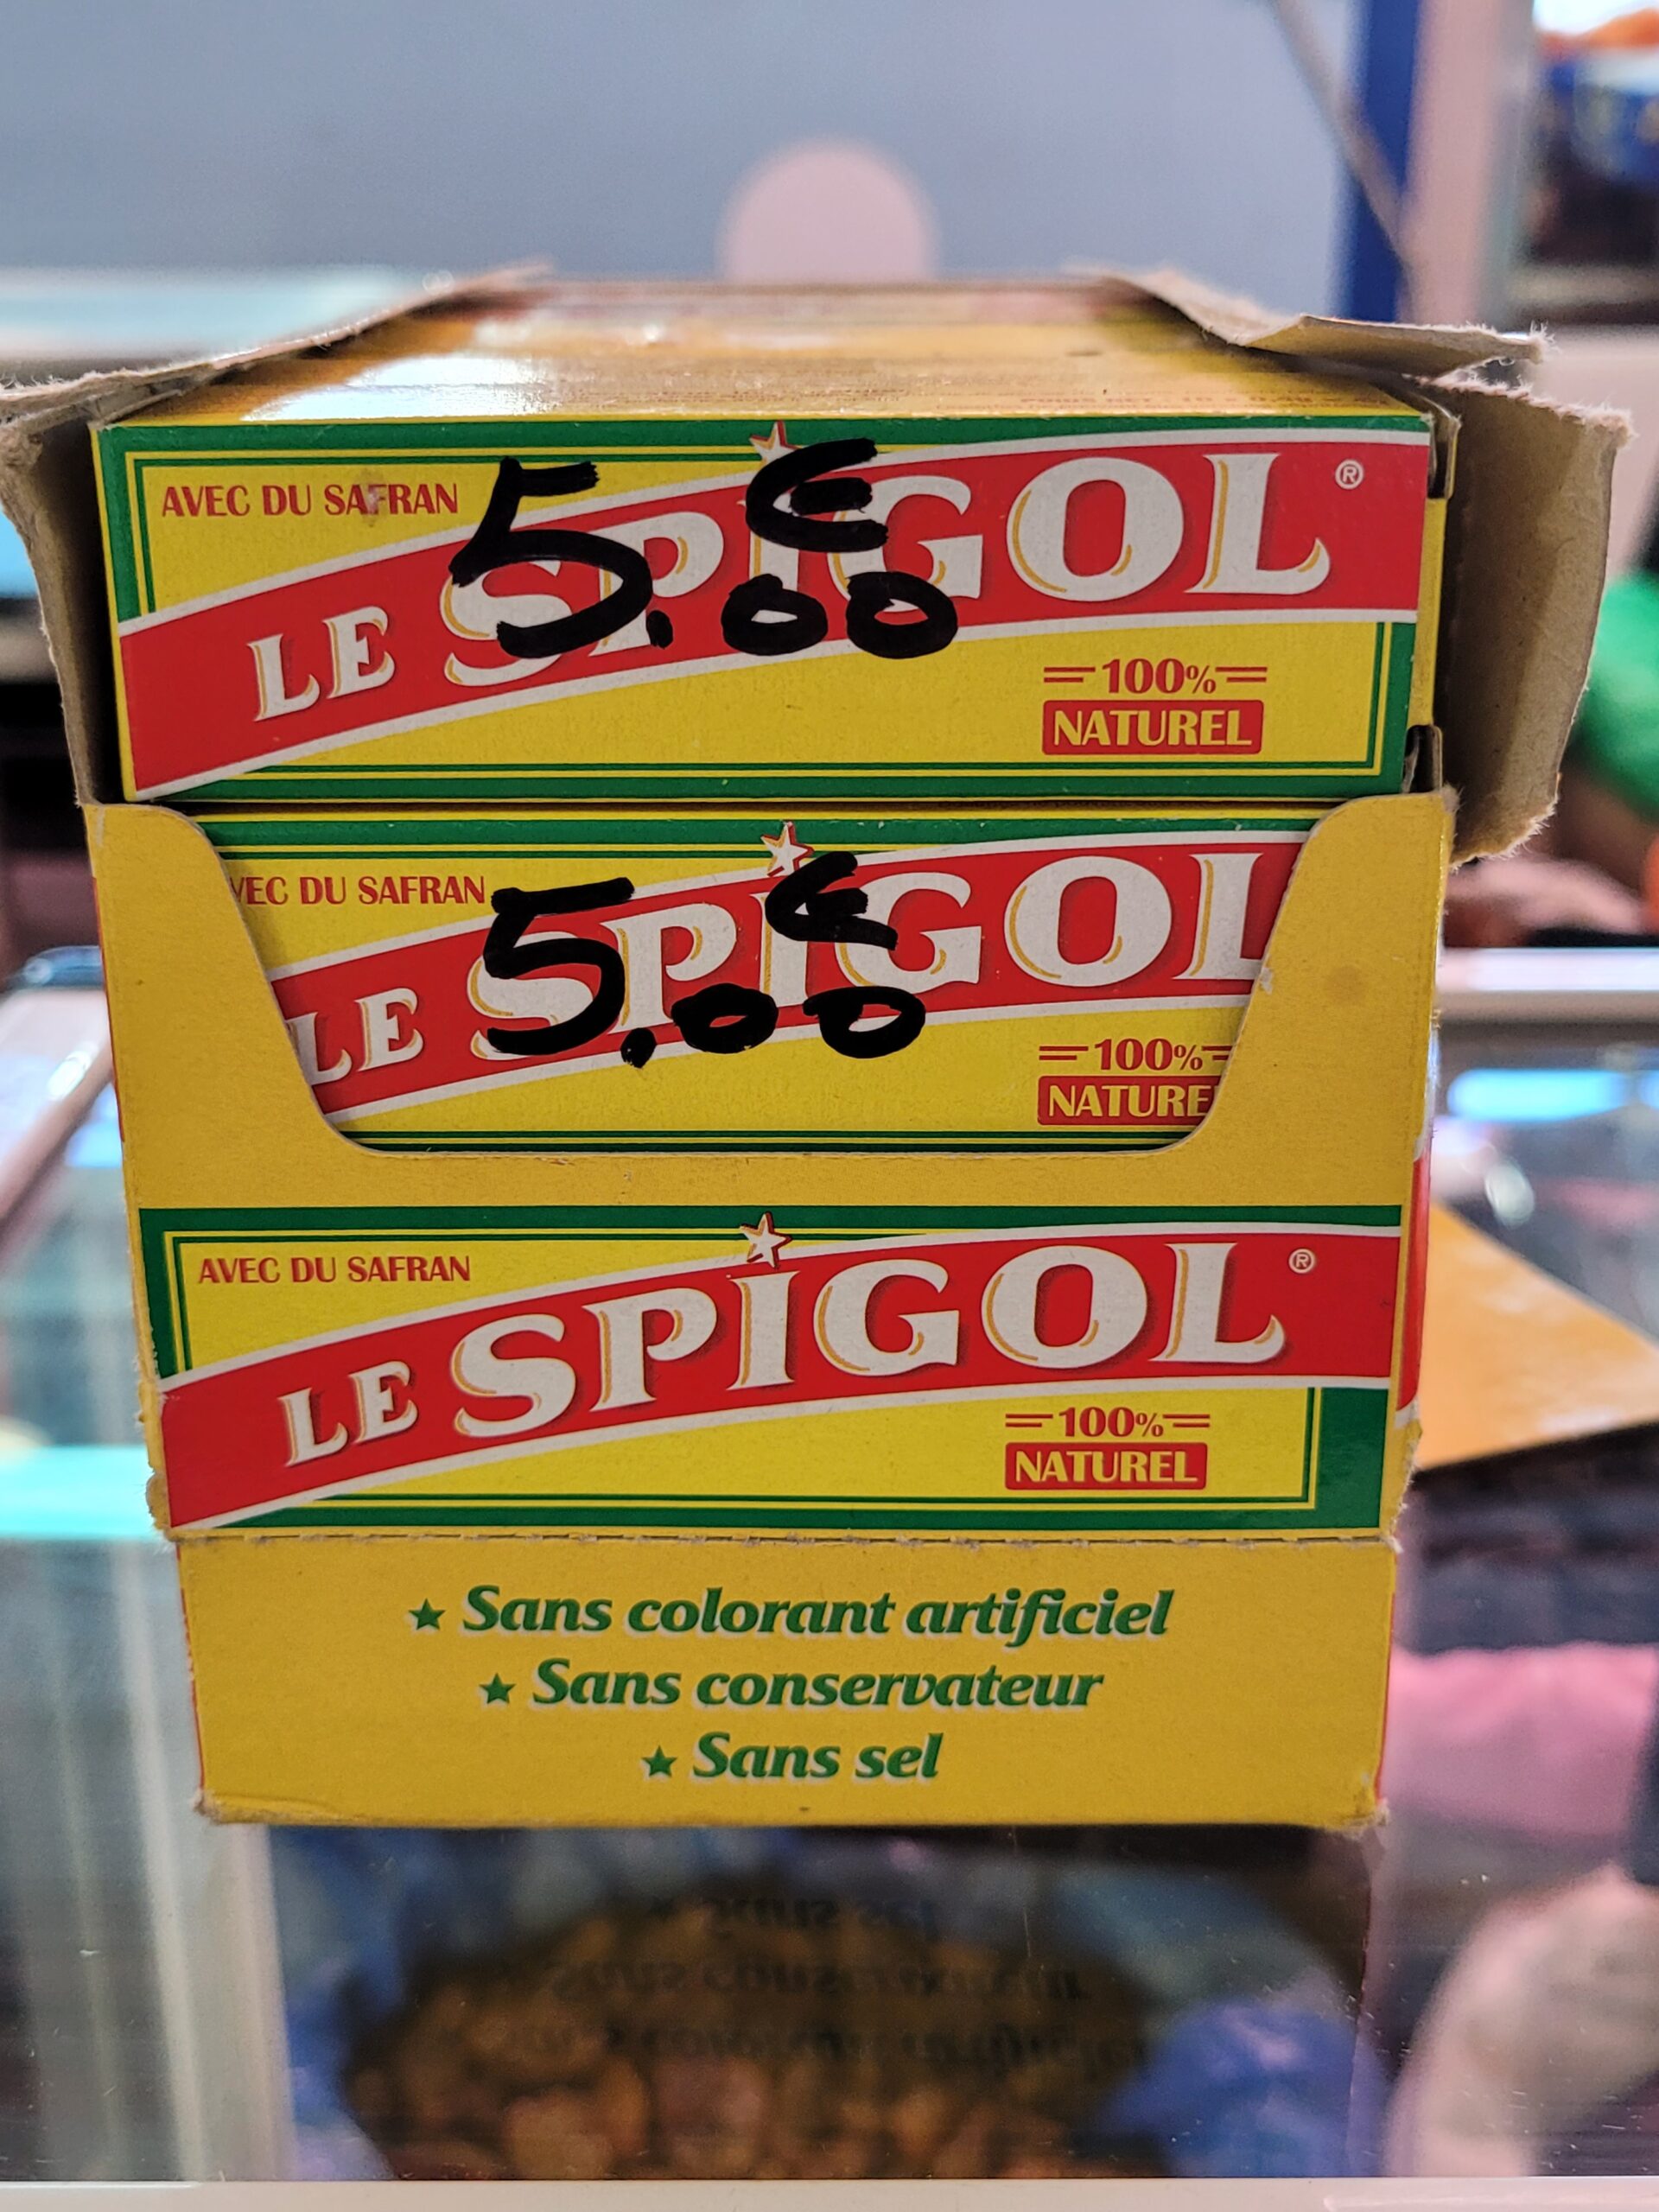 AVEC DU SAFRAN
LE SPIGOL®
5.00 €
100%
NATUREL
VEC DU SAFRAN
LE SPIGOL
5.00 €
100%
NATURE
AVEC DU SAFRAN
LE SPIGOL®
100%
NATUREL
★ Sans colorant artificiel
★ Sans conservateur
★ Sans sel